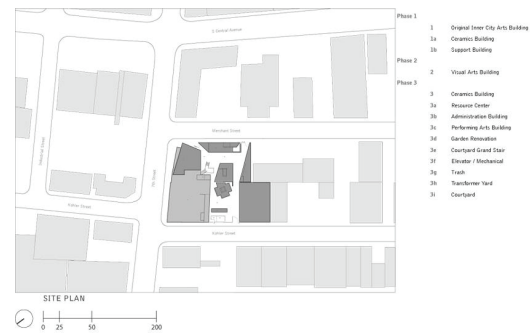 Phase 1
1 Original Inner City Arts Building
1a Ceramics Building
1b Support Building
Phase 2
2 Visual Arts Building
Phase 3
3 Ceramics Building
3a Resource Center
3b Administration Building
3c Performing Arts Building
3d Garden Renovation
3e Courtyard Grand Stair
3f Elevator / Mechanical
3g Trash
3h Transformer Yard
3i Courtyard
S Central Avenue
Merchant Street
7th Street
Kohler Street
Kohler Street
SITE PLAN
0 25 50 200